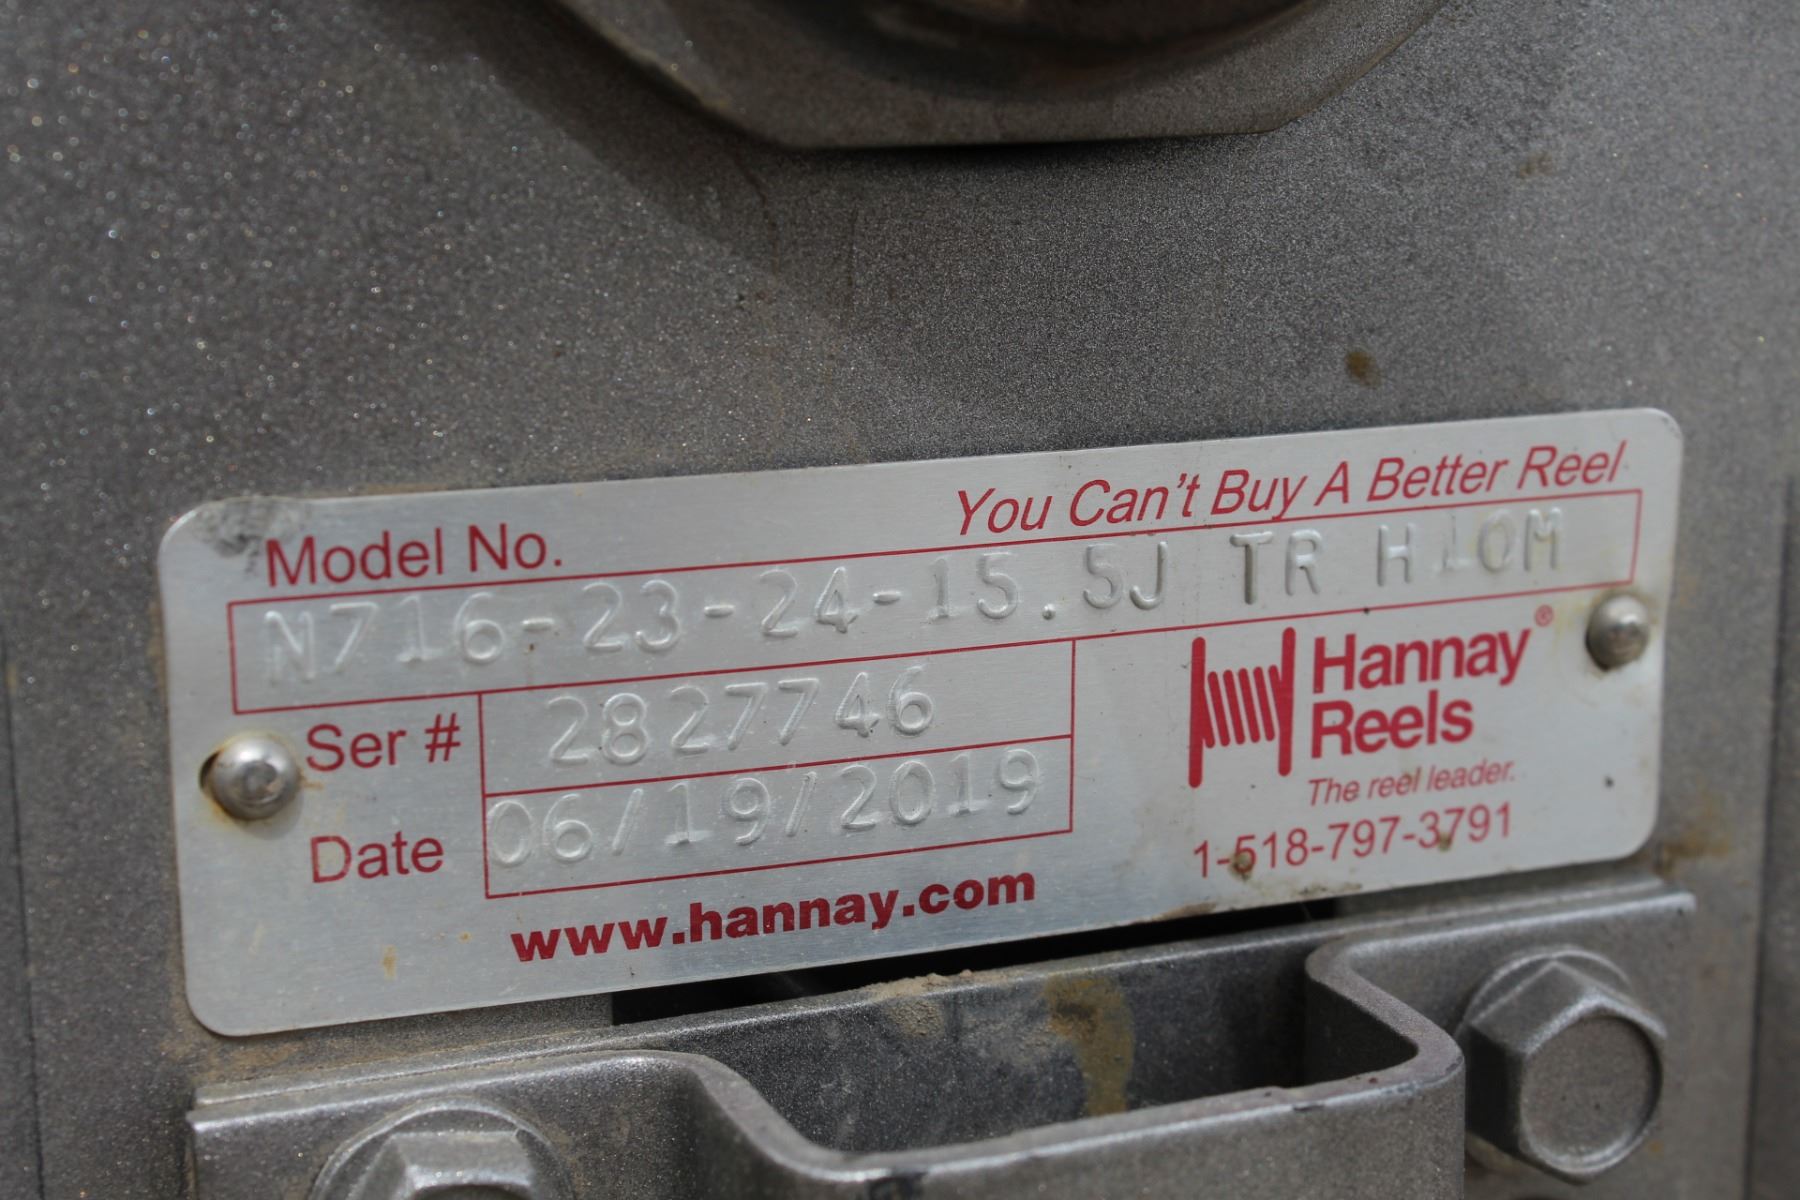 You Can't Buy A Better Reel
Model No.
N716-23-24-15.5J TR H10M
Ser # 2827746
Date 06/19/2019
www.hannay.com
Hannay®
Reels
The reel leader.
1-518-797-3791